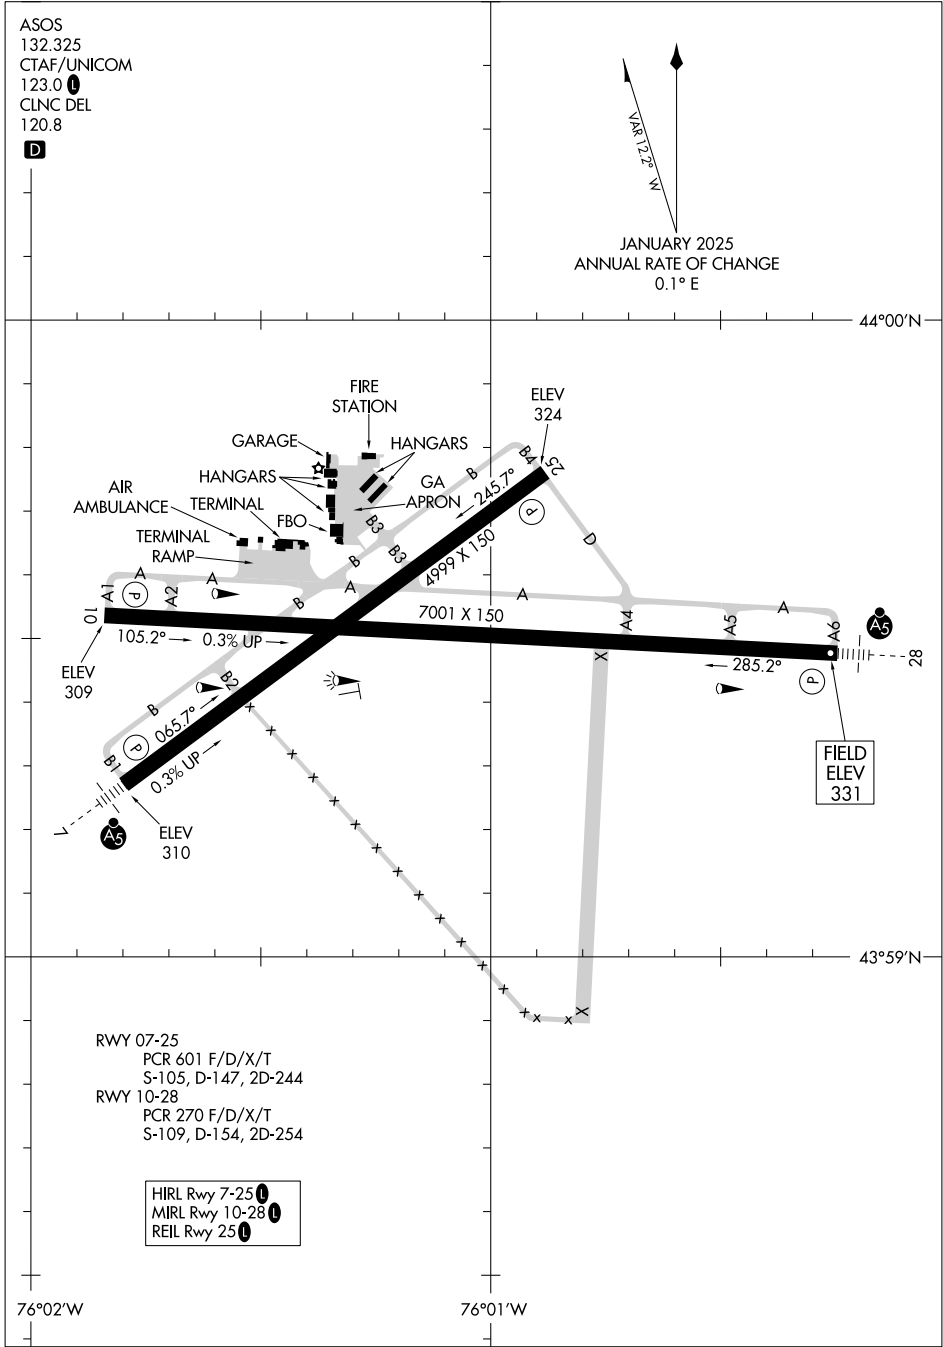 ASOS
132.325
CTAF/UNICOM
123.0 L
CLNC DEL
120.8
D
VAR 12.2° W
JANUARY 2025
ANNUAL RATE OF CHANGE
0.1° E
44°00'N
FIRE
STATION
ELEV
324
GARAGE
HANGARS
HANGARS
GA
APRON
AIR
AMBULANCE
TERMINAL
FBO
TERMINAL
RAMP
B4
25
B
245.7°
P
B3
B3
B
4999 X 150
D
A
A
A
A
A
B
A1
P
A2
10
7001 X 150
A4
A5
A6
A5
105.2°
0.3% UP
285.2°
28
P
ELEV
309
B2
B
065.7°
P
0.3% UP
B1
7
A5
ELEV
310
X
FIELD
ELEV
331
43°59'N
X
x x
RWY 07-25
PCR 601 F/D/X/T
S-105, D-147, 2D-244
RWY 10-28
PCR 270 F/D/X/T
S-109, D-154, 2D-254
HIRL Rwy 7-25 L
MIRL Rwy 10-28 L
REIL Rwy 25 L
76°02'W
76°01'W